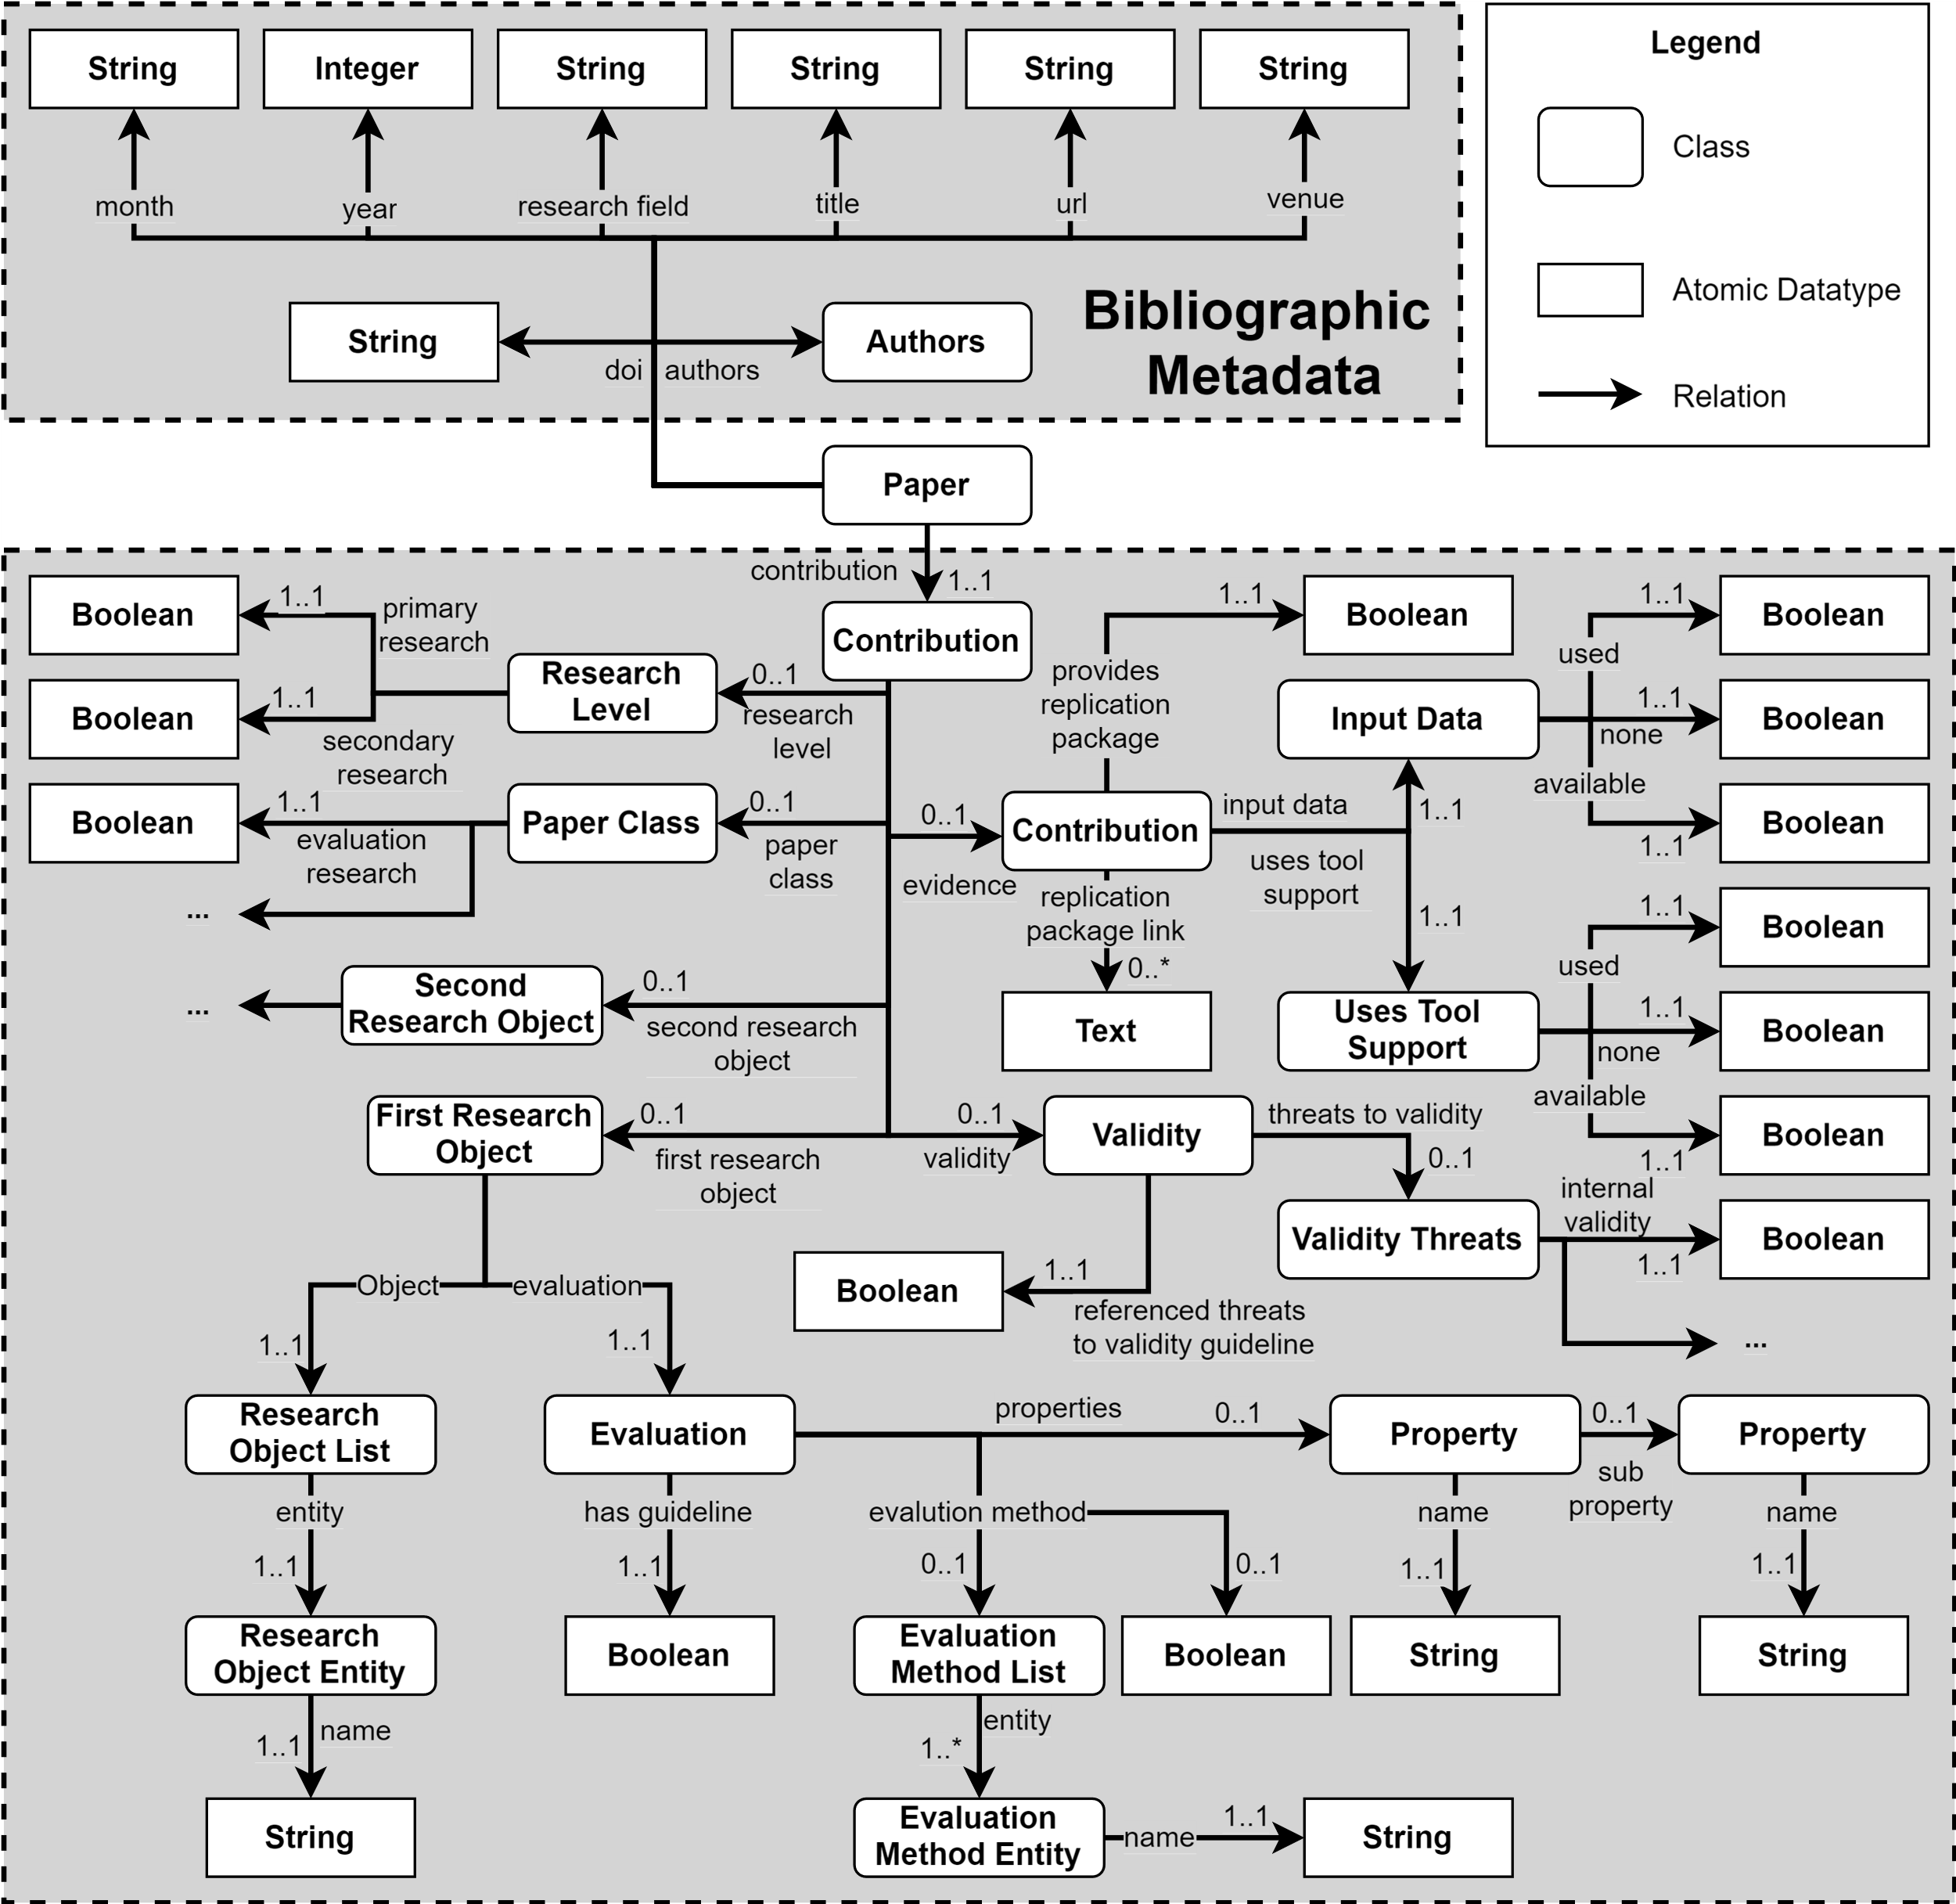 String
Integer
String
String
String
String
month
year
research field
title
url
venue
String
doi
authors
Authors
Bibliographic
Metadata
Legend
Class
Atomic Datatype
Relation
Paper
contribution
1..1
Contribution
Boolean
1..1
primary
research
Boolean
1..1
secondary
research
Research
Level
0..1
research
level
Boolean
1..1
evaluation
research
...
Paper Class
0..1
paper
class
0..1
evidence
Contribution
provides
replication
package
1..1
Boolean
replication
package link
0..*
Text
input data
uses tool
support
1..1
1..1
Input Data
used
1..1
Boolean
1..1
none
Boolean
available
1..1
Boolean
Uses Tool
Support
used
1..1
Boolean
1..1
none
Boolean
available
1..1
Boolean
...
Second
Research Object
0..1
second research
object
First Research
Object
0..1
first research
object
0..1
validity
Validity
threats to validity
0..1
Validity Threats
internal
validity
1..1
Boolean
...
Boolean
1..1
referenced threats
to validity guideline
Object
evaluation
1..1
1..1
Research
Object List
entity
1..1
Research
Object Entity
name
1..1
String
Evaluation
has guideline
1..1
Boolean
properties
0..1
evalution method
0..1
0..1
Evaluation
Method List
Boolean
entity
1..*
Evaluation
Method Entity
name
1..1
String
Property
0..1
sub
property
Property
name
1..1
String
name
1..1
String